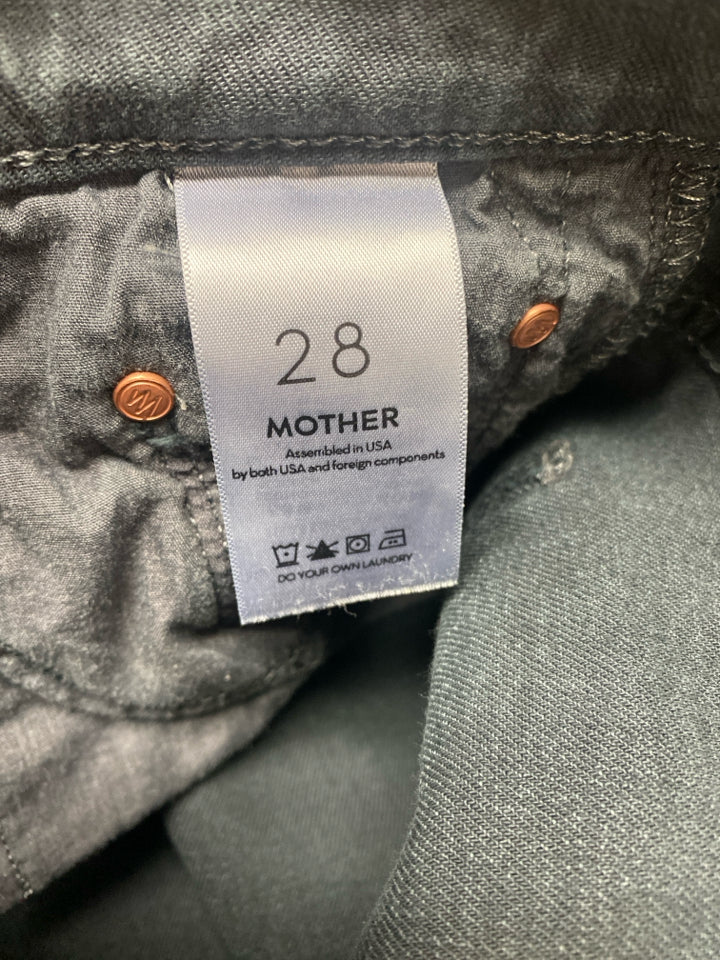 28
MOTHER
Assembled in USA
by both USA and foreign components
DO YOUR OWN LAUNDRY